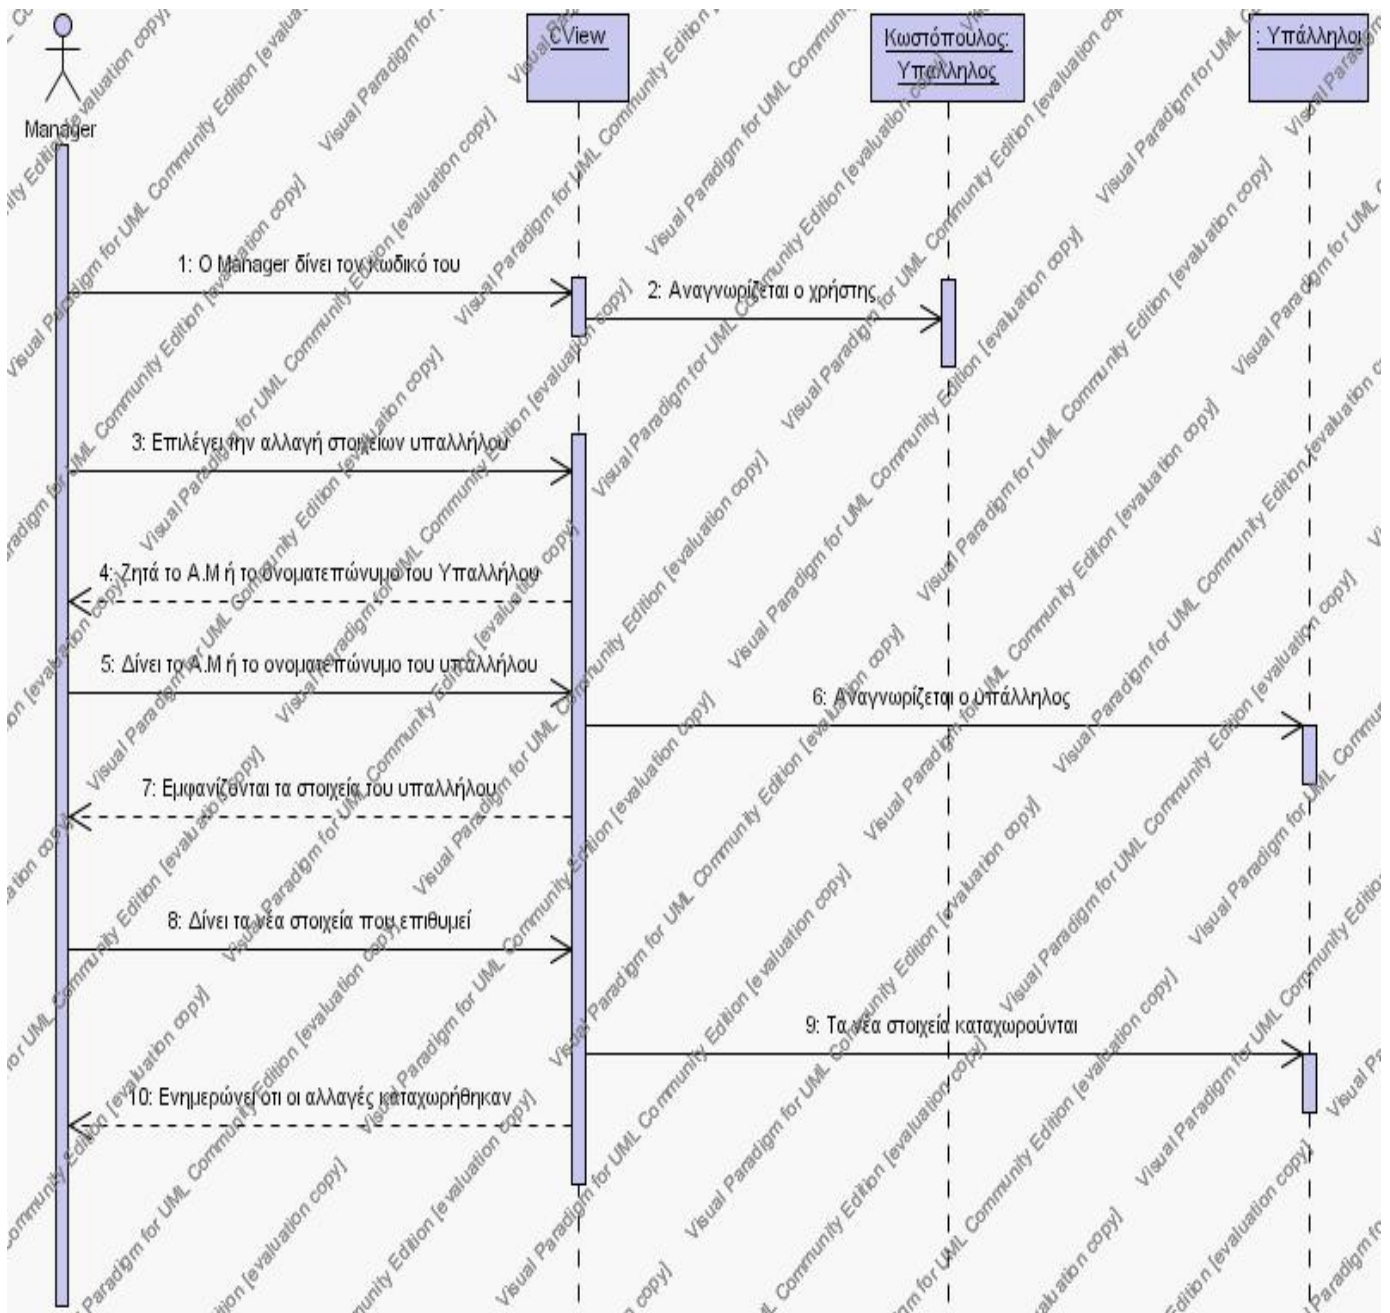 CView
Κωστόπουλος:
Υπάλληλος
: Υπάλληλοι
Manager
1: Ο Manager δίνει τον κωδικό του
2: Αναγνωρίζεται ο χρήστης
3: Επιλέγει την αλλαγή στοιχείων υπαλλήλου
4: Ζητά το Α.Μ ή το ονοματεπώνυμο του Υπαλλήλου
5: Δίνει το Α.Μ ή το ονοματεπώνυμο του υπαλλήλου
6: Αναγνωρίζεται ο υπάλληλος
7: Εμφανίζονται τα στοιχεία του υπαλλήλου
8: Δίνει τα νέα στοιχεία που επιθυμεί
9: Τα νέα στοιχεία καταχωρούνται
10: Ενημερώνει οτι οι αλλαγές καταχωρήθηκαν
Visual Paradigm for UML Community Edition [evaluation copy]